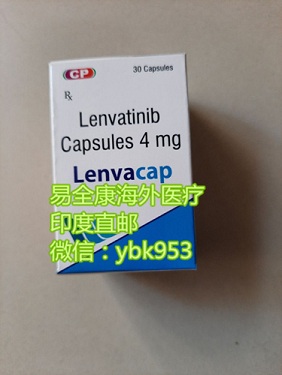 CP
30 Capsules
Rx
Lenvatinib
Capsules 4 mg
Lenvacap
易全康海外医疗
印度直邮
微信：ybk953